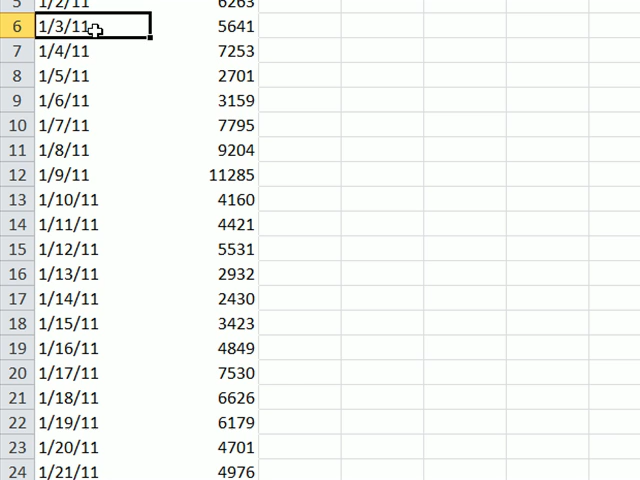 5 1/2/11 6263
6 1/3/11 5641
7 1/4/11 7253
8 1/5/11 2701
9 1/6/11 3159
10 1/7/11 7795
11 1/8/11 9204
12 1/9/11 11285
13 1/10/11 4160
14 1/11/11 4421
15 1/12/11 5531
16 1/13/11 2932
17 1/14/11 2430
18 1/15/11 3423
19 1/16/11 4849
20 1/17/11 7530
21 1/18/11 6626
22 1/19/11 6179
23 1/20/11 4701
24 1/21/11 4976